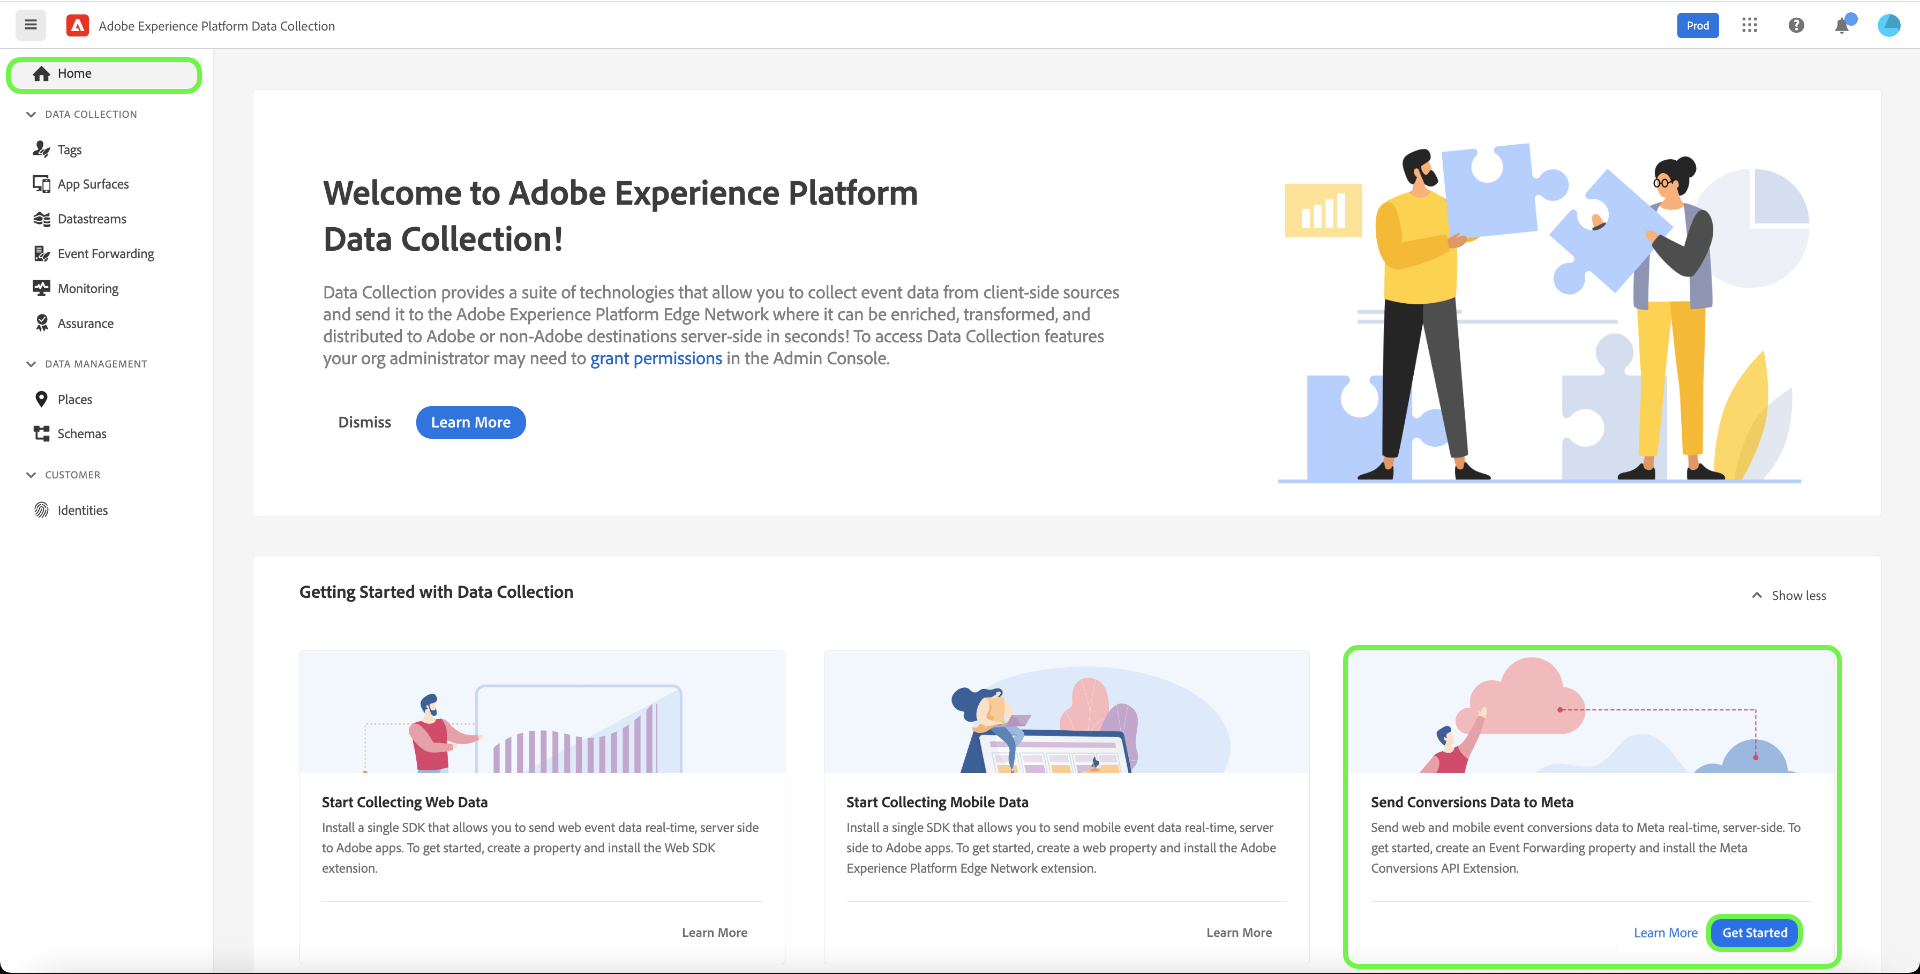 Adobe Experience Platform Data Collection
Prod
Home
DATA COLLECTION
Tags
App Surfaces
Datastreams
Event Forwarding
Monitoring
Assurance
DATA MANAGEMENT
Places
Schemas
CUSTOMER
Identities
Welcome to Adobe Experience Platform
Data Collection!
Data Collection provides a suite of technologies that allow you to collect event data from client-side sources
and send it to the Adobe Experience Platform Edge Network where it can be enriched, transformed, and
distributed to Adobe or non-Adobe destinations server-side in seconds! To access Data Collection features
your org administrator may need to grant permissions in the Admin Console.
Dismiss
Learn More
Getting Started with Data Collection
Show less
Start Collecting Web Data
Install a single SDK that allows you to send web event data real-time, server side
to Adobe apps. To get started, create a property and install the Web SDK
extension.
Learn More
Start Collecting Mobile Data
Install a single SDK that allows you to send mobile event data real-time, server
side to Adobe apps. To get started, create a web property and install the Adobe
Experience Platform Edge Network extension.
Learn More
Send Conversions Data to Meta
Send web and mobile event conversions data to Meta real-time, server-side. To
get started, create an Event Forwarding property and install the Meta
Conversions API Extension.
Learn More
Get Started